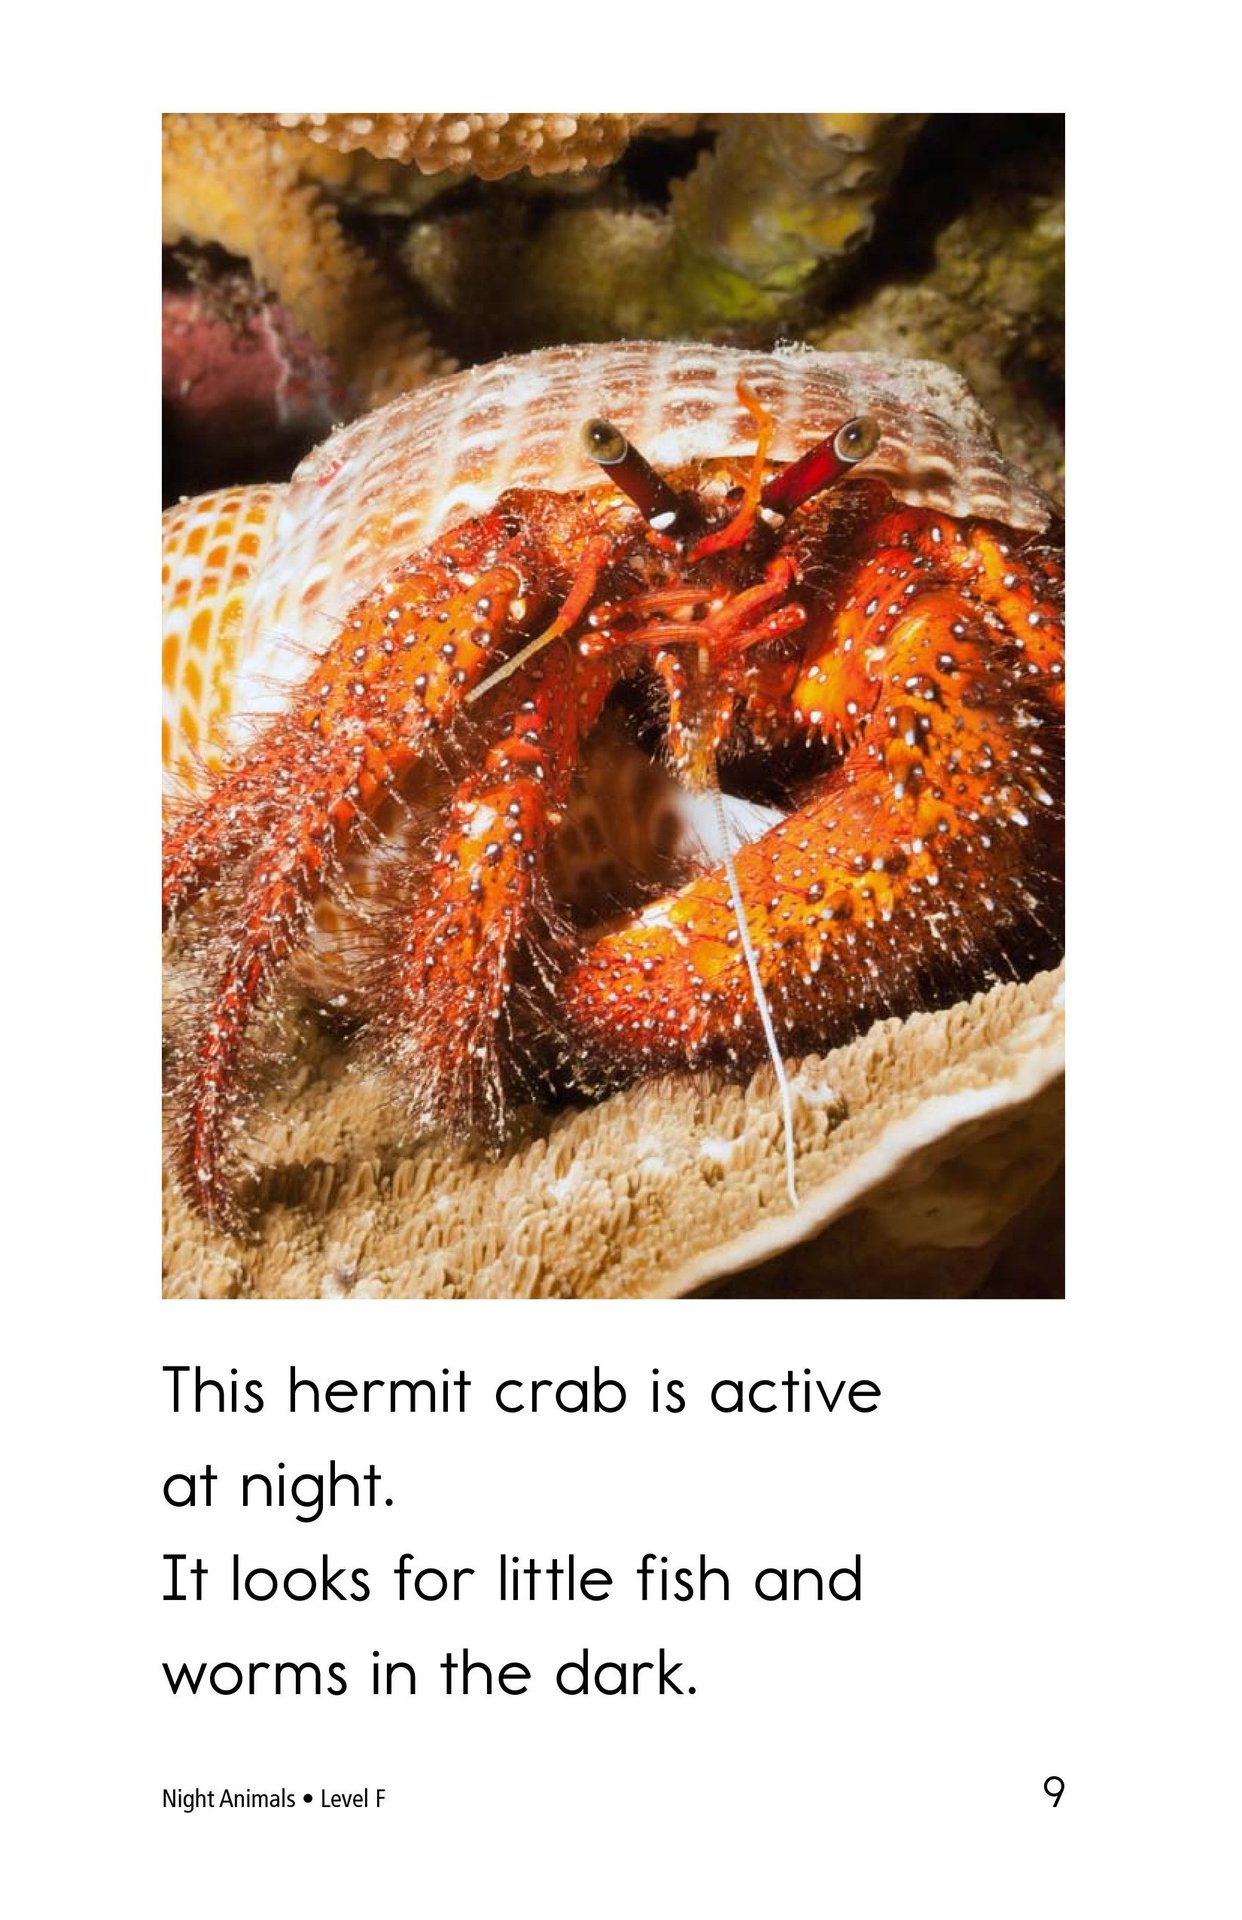 This hermit crab is active
at night.
It looks for little fish and
worms in the dark.
Night Animals • Level F
9